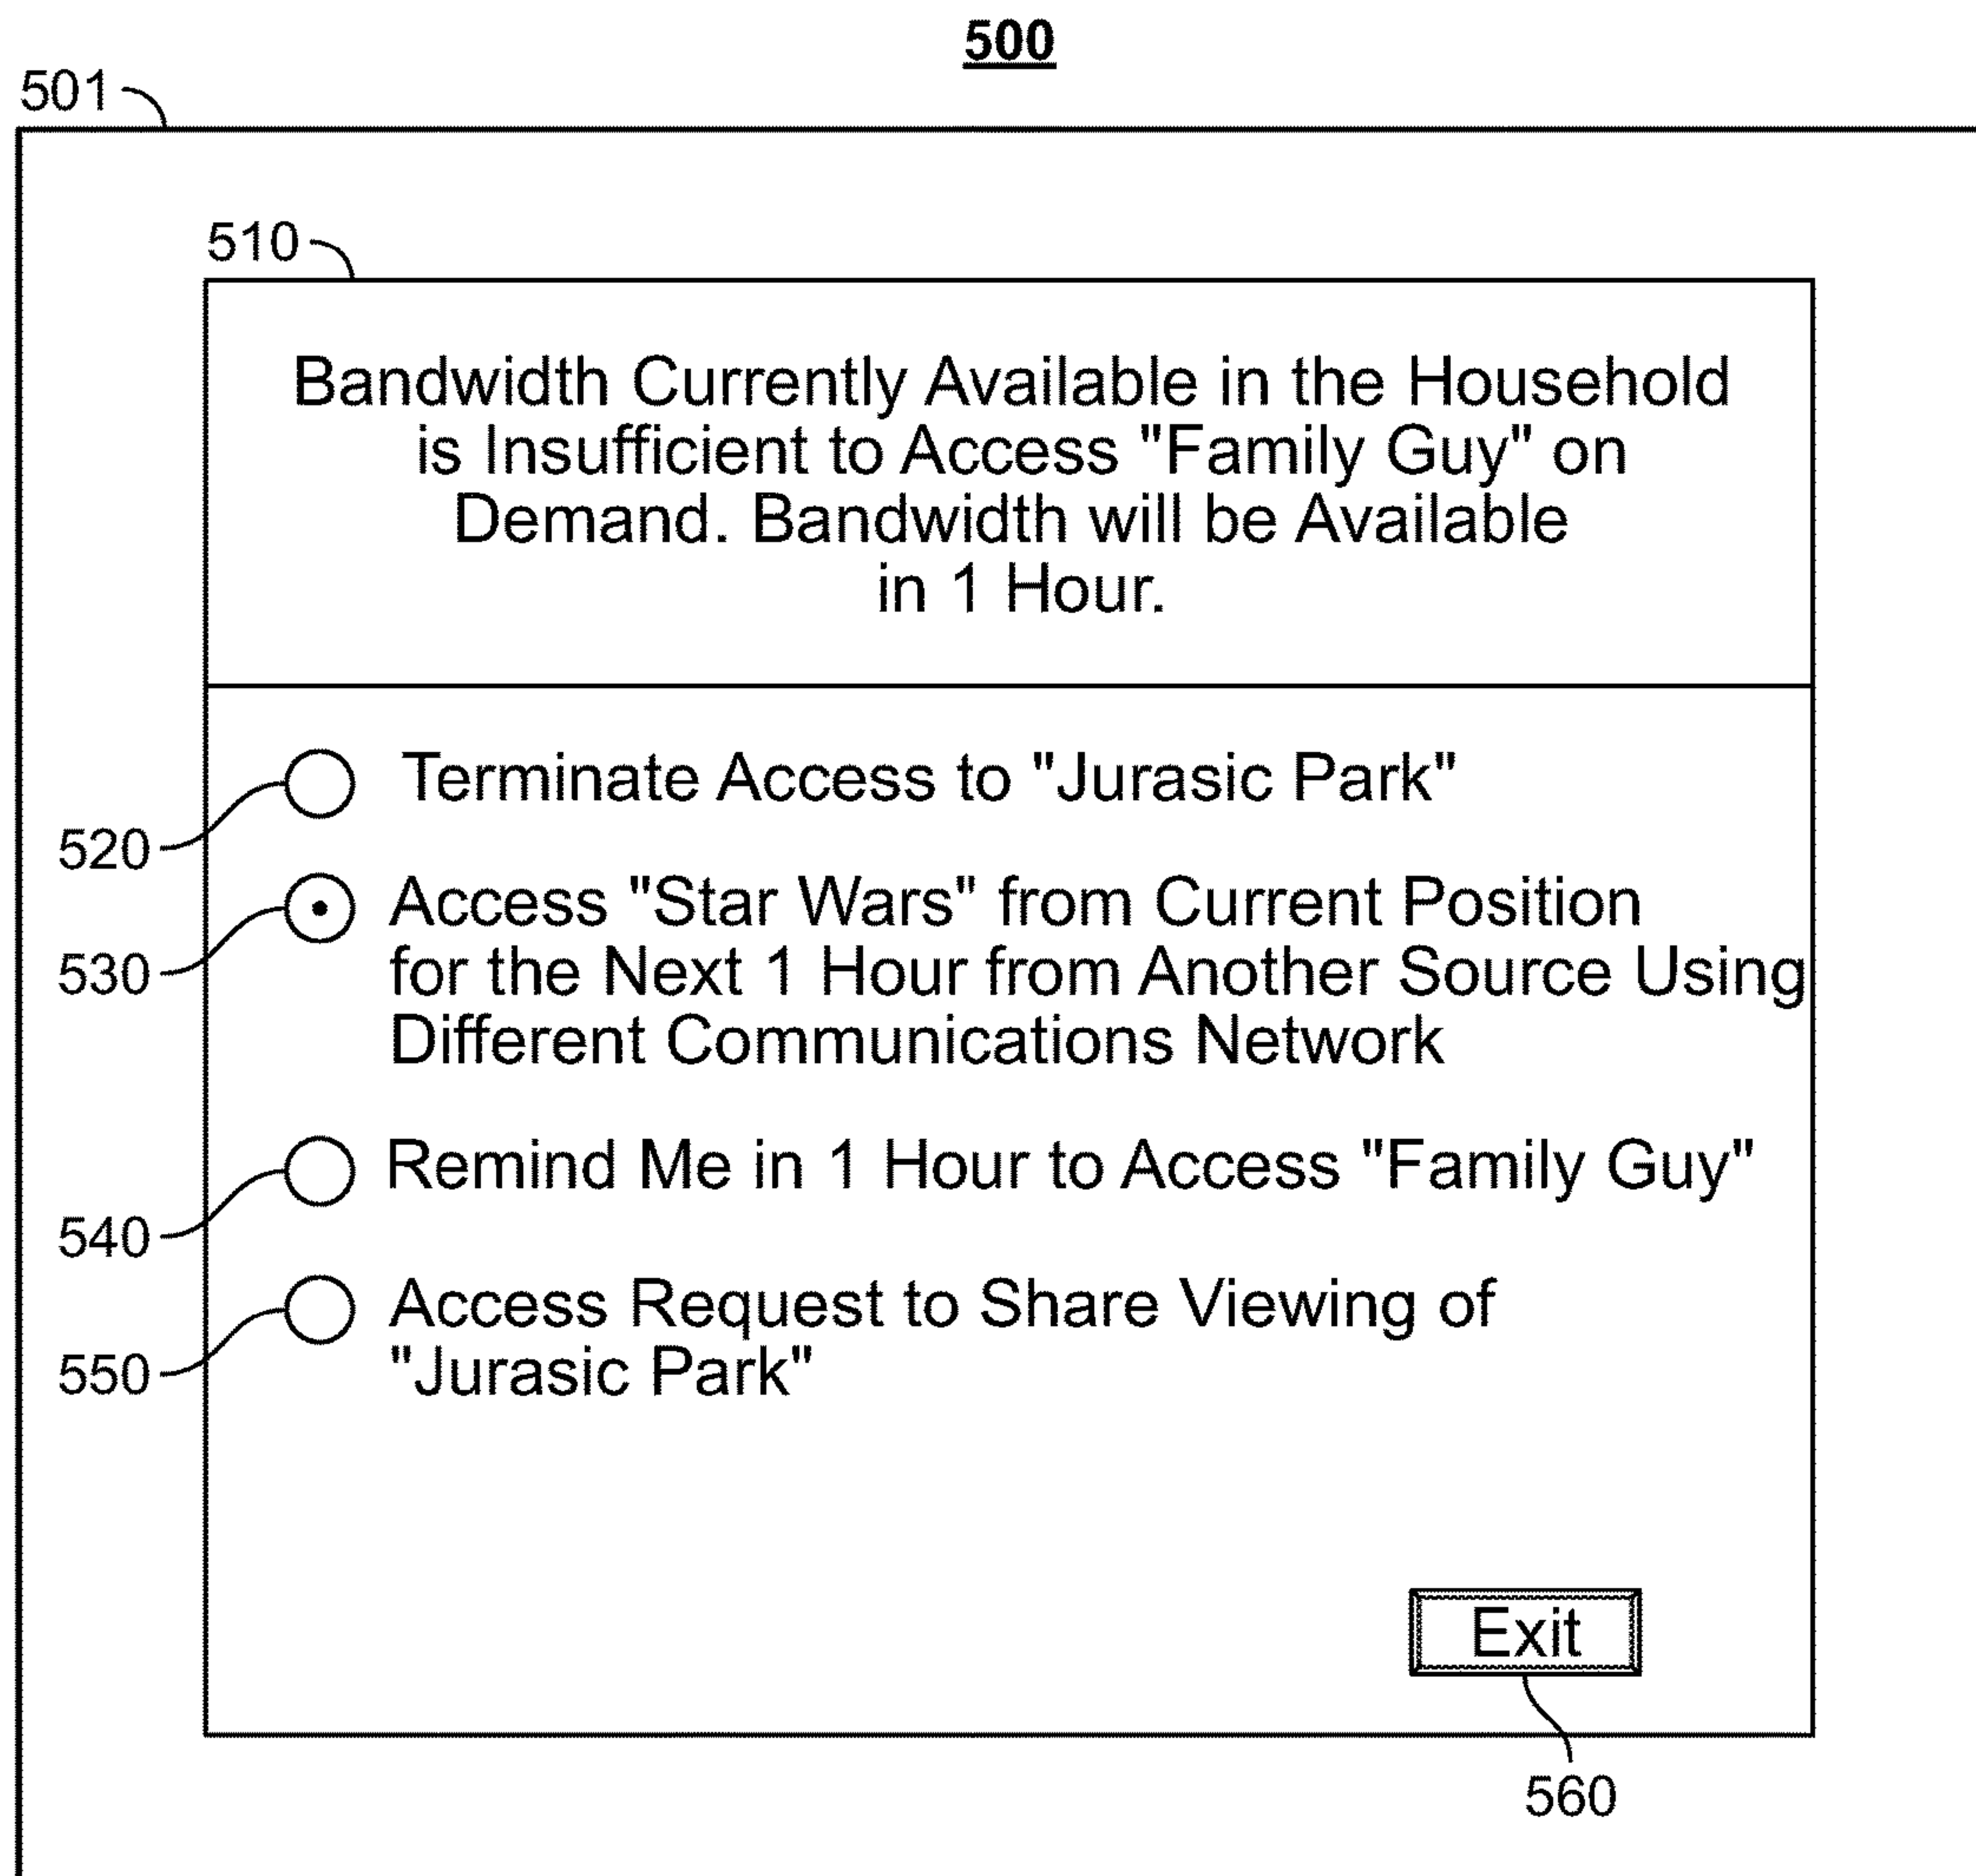 500
501
510
Bandwidth Currently Available in the Household
is Insufficient to Access "Family Guy" on
Demand. Bandwidth will be Available
in 1 Hour.
Terminate Access to "Jurasic Park"
520
Access "Star Wars" from Current Position
for the Next 1 Hour from Another Source Using
530
Different Communications Network
Remind Me in 1 Hour to Access "Family Guy"
540
Access Request to Share Viewing of
"Jurasic Park"
550
Exit
560